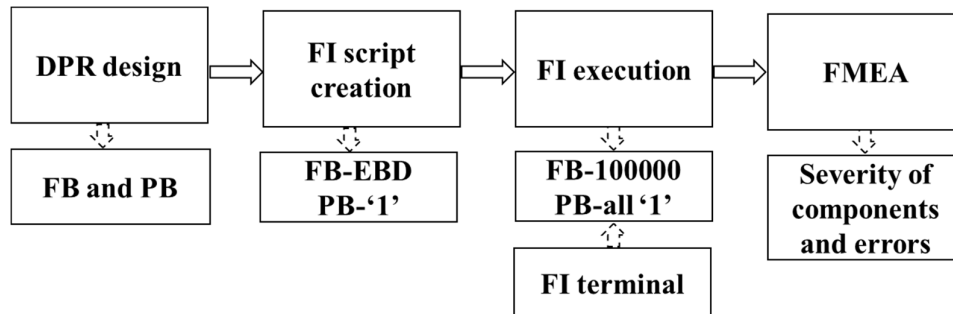 DPR design
FI script
creation
FI execution
FMEA
FB and PB
FB-EBD
PB-‘1’
FB-100000
PB-all ‘1’
Severity of
components
and errors
FI terminal